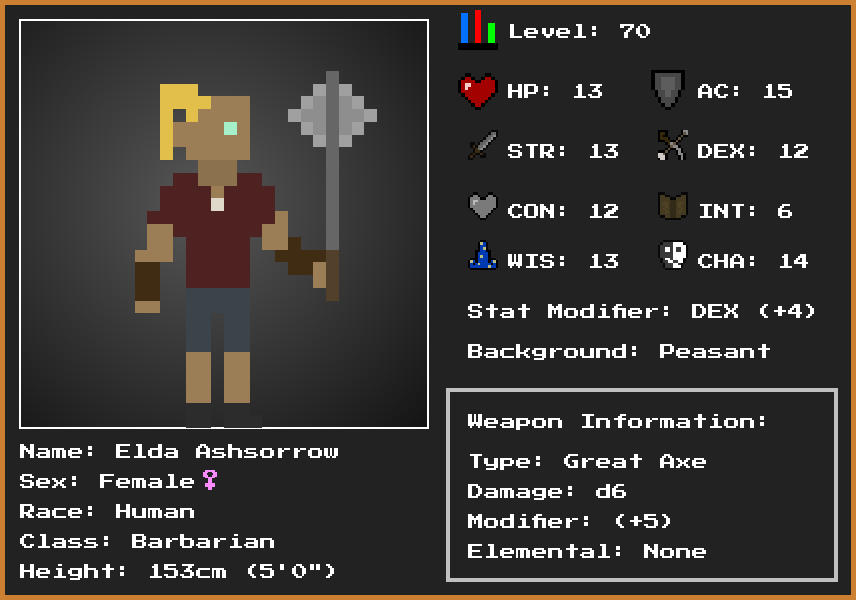 Level: 70
HP: 13 AC: 15
STR: 13 DEX: 12
CON: 12 INT: 6
WIS: 13 CHA: 14
Stat Modifier: DEX (+4)
Background: Peasant
Weapon Information:
Type: Great Axe
Damage: d6
Modifier: (+5)
Elemental: None
Name: Elda Ashsorrow
Sex: Female♀
Race: Human
Class: Barbarian
Height: 153cm (5'0")